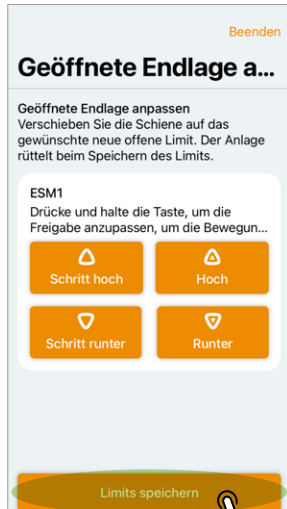 Beenden
Geöffnete Endlage a...
Geöffnete Endlage anpassen
Verschieben Sie die Schiene auf das
gewünschte neue offene Limit. Der Anlage
rüttelt beim Speichern des Limits.
ESM1
Drücke und halte die Taste, um die
Freigabe anzupassen, um die Bewegun...
Schritt hoch
Hoch
Schritt runter
Runter
Limits speichern